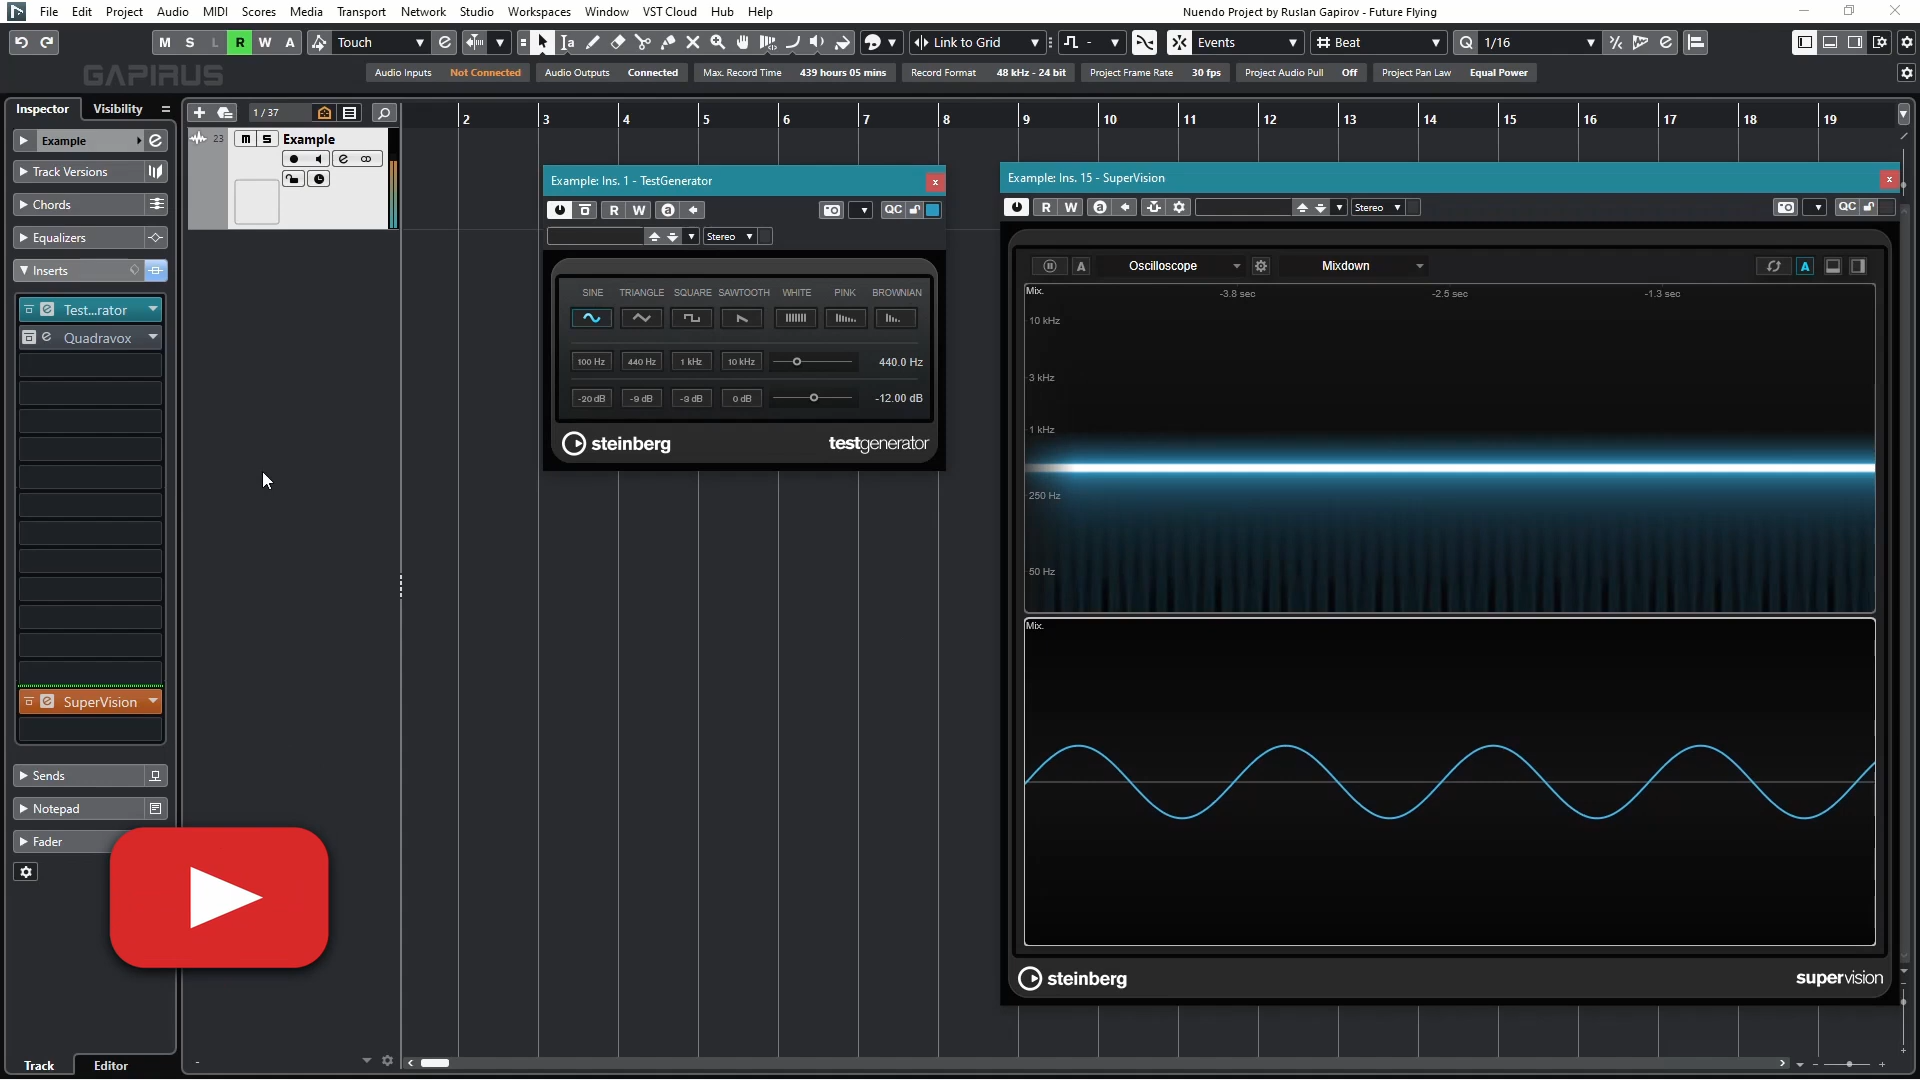 File Edit Project Audio MIDI Scores Media Transport Network Studio Workspaces Window VST Cloud Hub Help
Nuendo Project by Ruslan Gapirov - Future Flying
M S L R W A Touch
Link to Grid
Events
Beat
Q 1/16
GAPIRUS
Audio Inputs Not Connected
Audio Outputs Connected
Max. Record Time 439 hours 05 mins
Record Format 48 kHz - 24 bit
Project Frame Rate 30 fps
Project Audio Pull Off
Project Pan Law Equal Power
Inspector Visibility
1 / 37
2 3 4 5 6 7 8 9 10 11 12 13 14 15 16 17 18 19
Example
Track Versions
Chords
Equalizers
Inserts
Test...rator
Quadravox
SuperVision
Sends
Notepad
Fader
Track Editor
23 m S Example
Example: Ins. 1 - TestGenerator
R W a QC
Stereo
SINE TRIANGLE SQUARE SAWTOOTH WHITE PINK BROWNIAN
100 Hz 440 Hz 1 kHz 10 kHz 440.0 Hz
-20 dB -9 dB -3 dB 0 dB -12.00 dB
steinberg testgenerator
Example: Ins. 15 - SuperVision
R W a Stereo QC
A Oscilloscope Mixdown A
Mix. -3.8 sec -2.5 sec -1.3 sec
10 kHz
3 kHz
1 kHz
250 Hz
50 Hz
Mix.
steinberg supervision